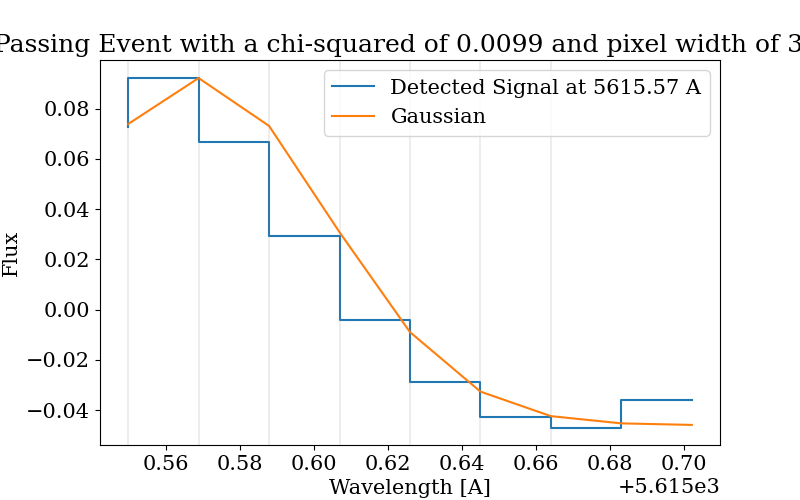 Passing Event with a chi-squared of 0.0099 and pixel width of 3
Detected Signal at 5615.57 A
Gaussian
Flux
0.08
0.06
0.04
0.02
0.00
−0.02
−0.04
0.56 0.58 0.60 0.62 0.64 0.66 0.68 0.70
Wavelength [A]
+5.615e3